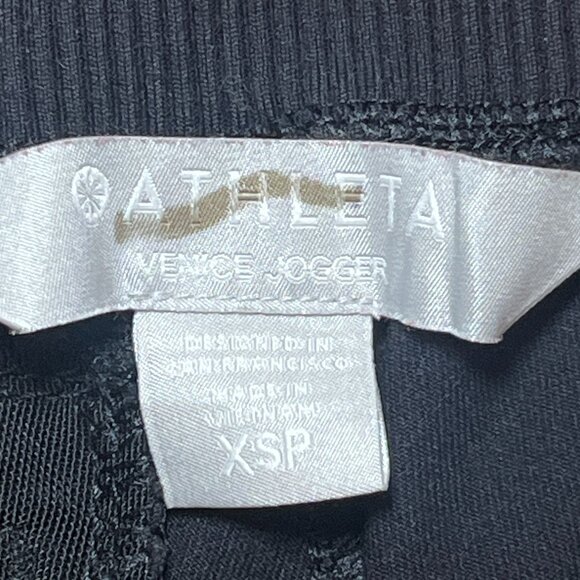 ATHLETA
VENICE JOGGER
DESIGNED IN
SAN FRANCISCO
MADE IN
VIETNAM
XSP